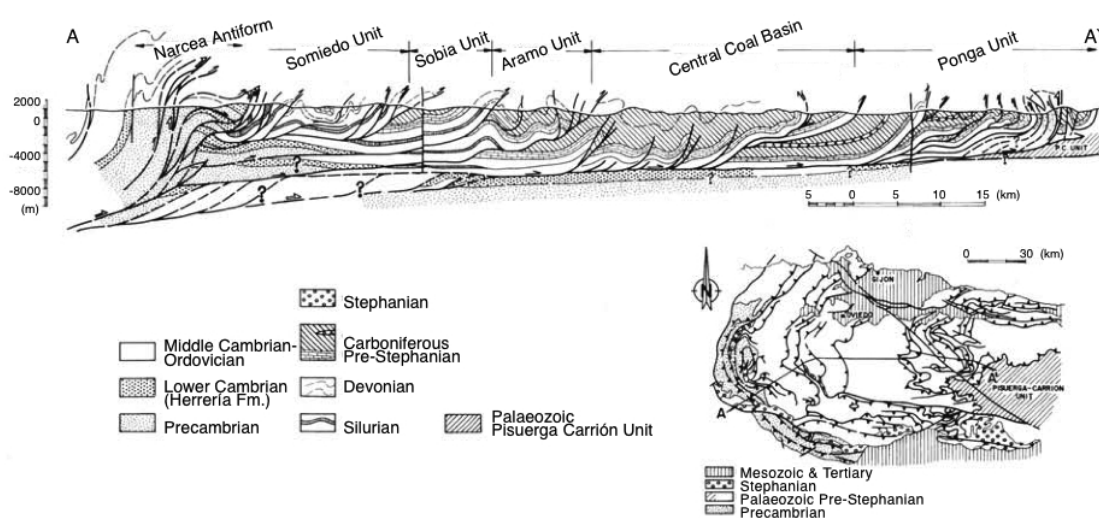 A
Narcea Antiform
Somiedo Unit
Sobia Unit
Aramo Unit
Central Coal Basin
Ponga Unit
A'
2000
0
-4000
-8000
(m)
?
?
?
?
?
?
P.C. UNIT
5 0 5 10 15 (km)
Stephanian
Middle Cambrian-
Ordovician
Carboniferous
Pre-Stephanian
Lower Cambrian
(Herrería Fm.)
Devonian
Precambrian
Silurian
Palaeozoic
Pisuerga Carrión Unit
N
0 30 (km)
GIJON
OVIEDO
A
A'
PISUERGA-CARRION
UNIT
Mesozoic & Tertiary
Stephanian
Palaeozoic Pre-Stephanian
Precambrian